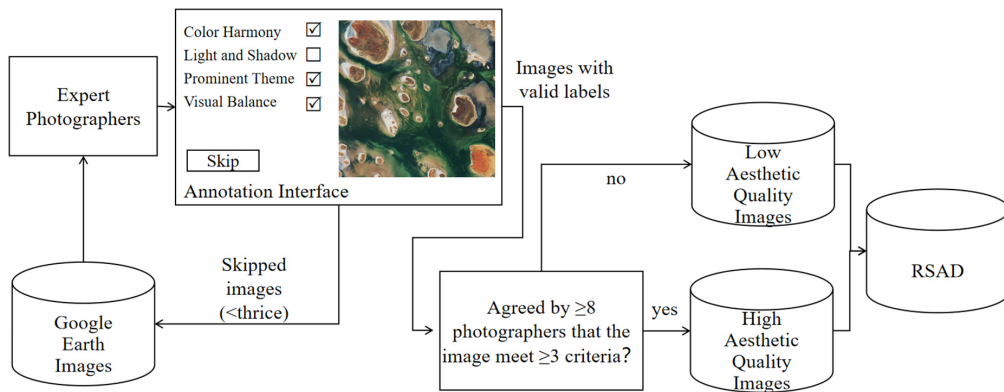 Expert
Photographers
Color Harmony
Light and Shadow
Prominent Theme
Visual Balance
Skip
Annotation Interface
Images with
valid labels
Skipped
images
(<thrice)
Google
Earth
Images
Agreed by ≥8
photographers that the
image meet ≥3 criteria?
no
yes
Low
Aesthetic
Quality
Images
High
Aesthetic
Quality
Images
RSAD